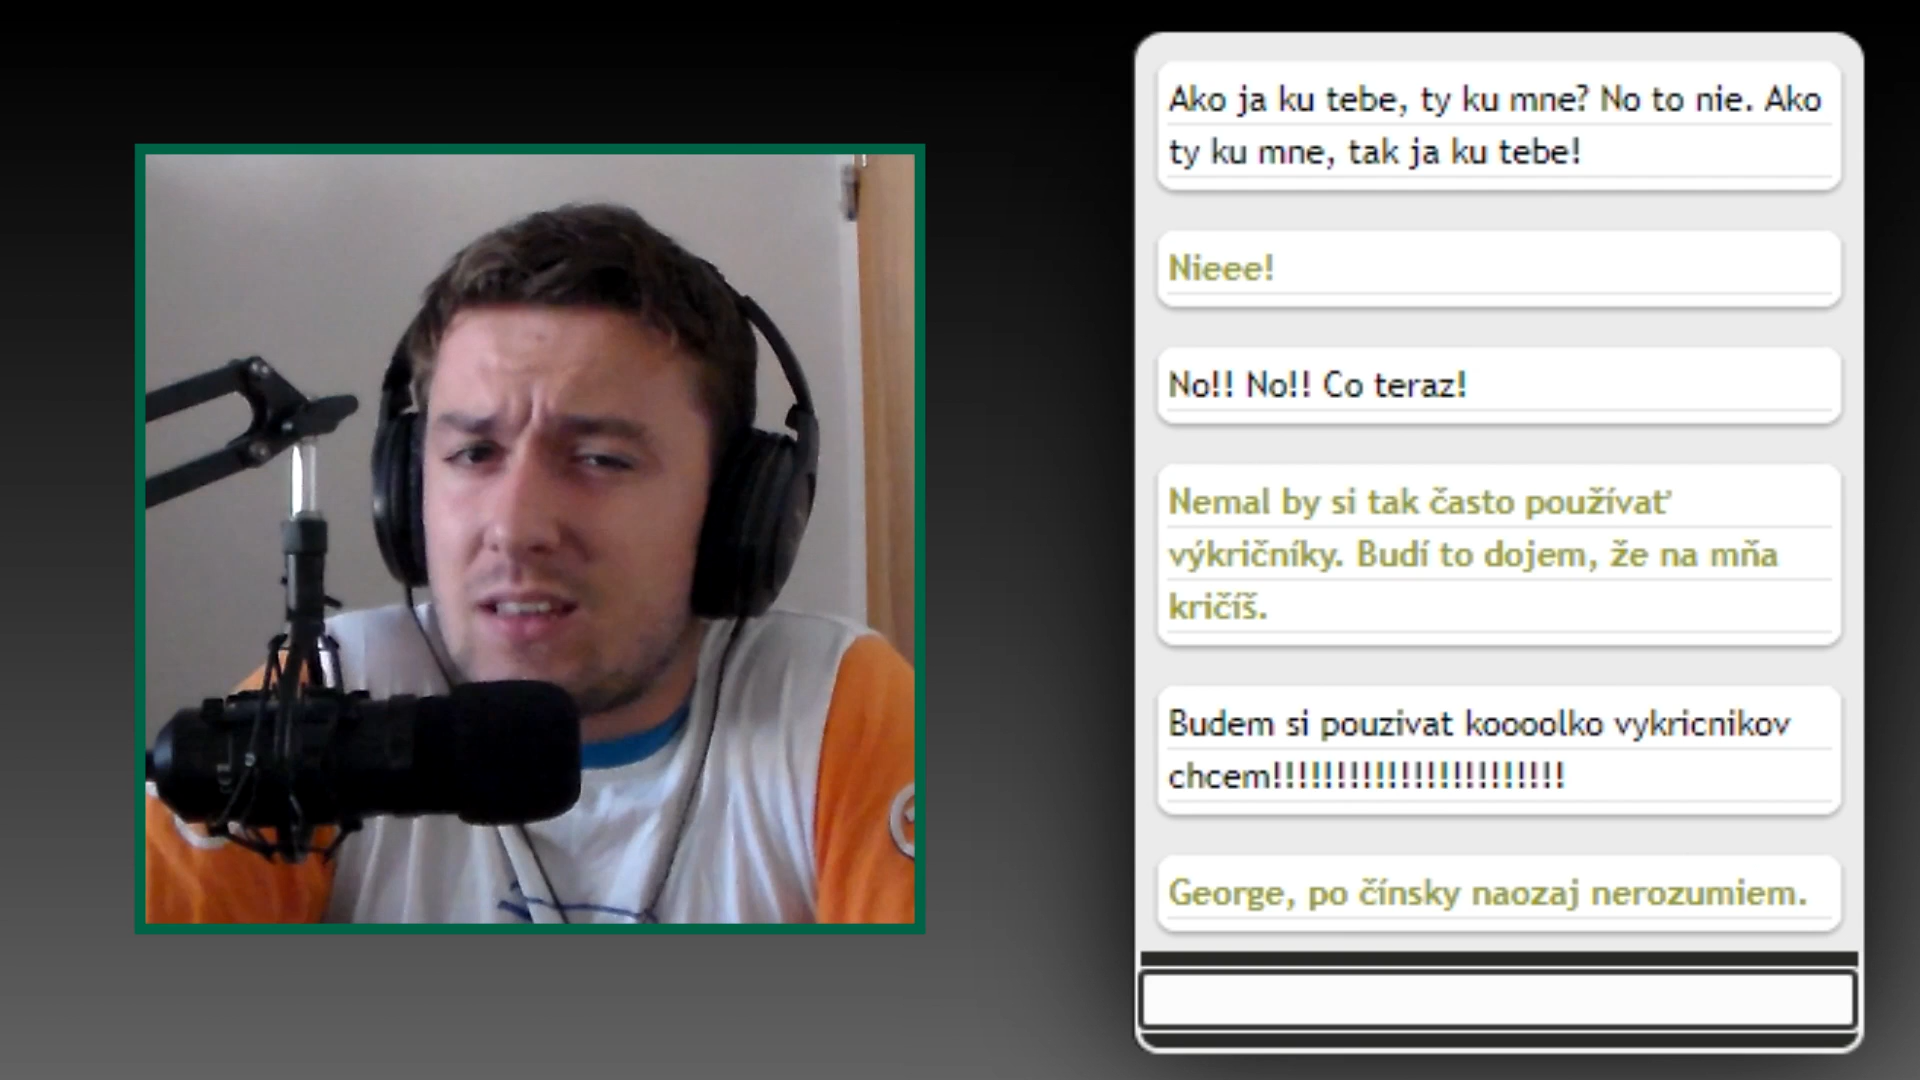 Ako ja ku tebe, ty ku mne? No to nie. Ako
ty ku mne, tak ja ku tebe!
Nieee!
No!! No!! Co teraz!
Nemal by si tak často používať
výkričníky. Budí to dojem, že na mňa
kričíš.
Budem si pouzivat koooolko vykricnikov
chcem!!!!!!!!!!!!!!!!!!!!!!!
George, po čínsky naozaj nerozumiem.